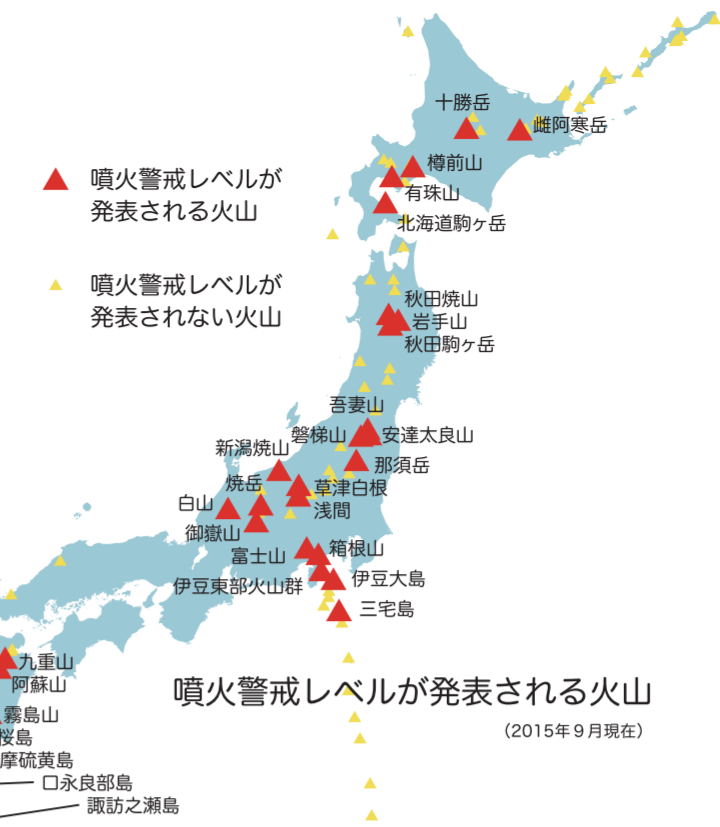 十勝岳
雌阿寒岳
樽前山
有珠山
北海道駒ヶ岳
噴火警戒レベルが
発表される火山
噴火警戒レベルが
発表されない火山
秋田焼山
岩手山
秋田駒ヶ岳
吾妻山
磐梯山
安達太良山
新潟焼山
那須岳
焼岳
草津白根
白山
浅間
御嶽山
富士山
箱根山
伊豆東部火山群
伊豆大島
三宅島
九重山
阿蘇山
霧島山
桜島
摩硫黄島
口永良部島
諏訪之瀬島
噴火警戒レベルが発表される火山
（2015年９月現在）